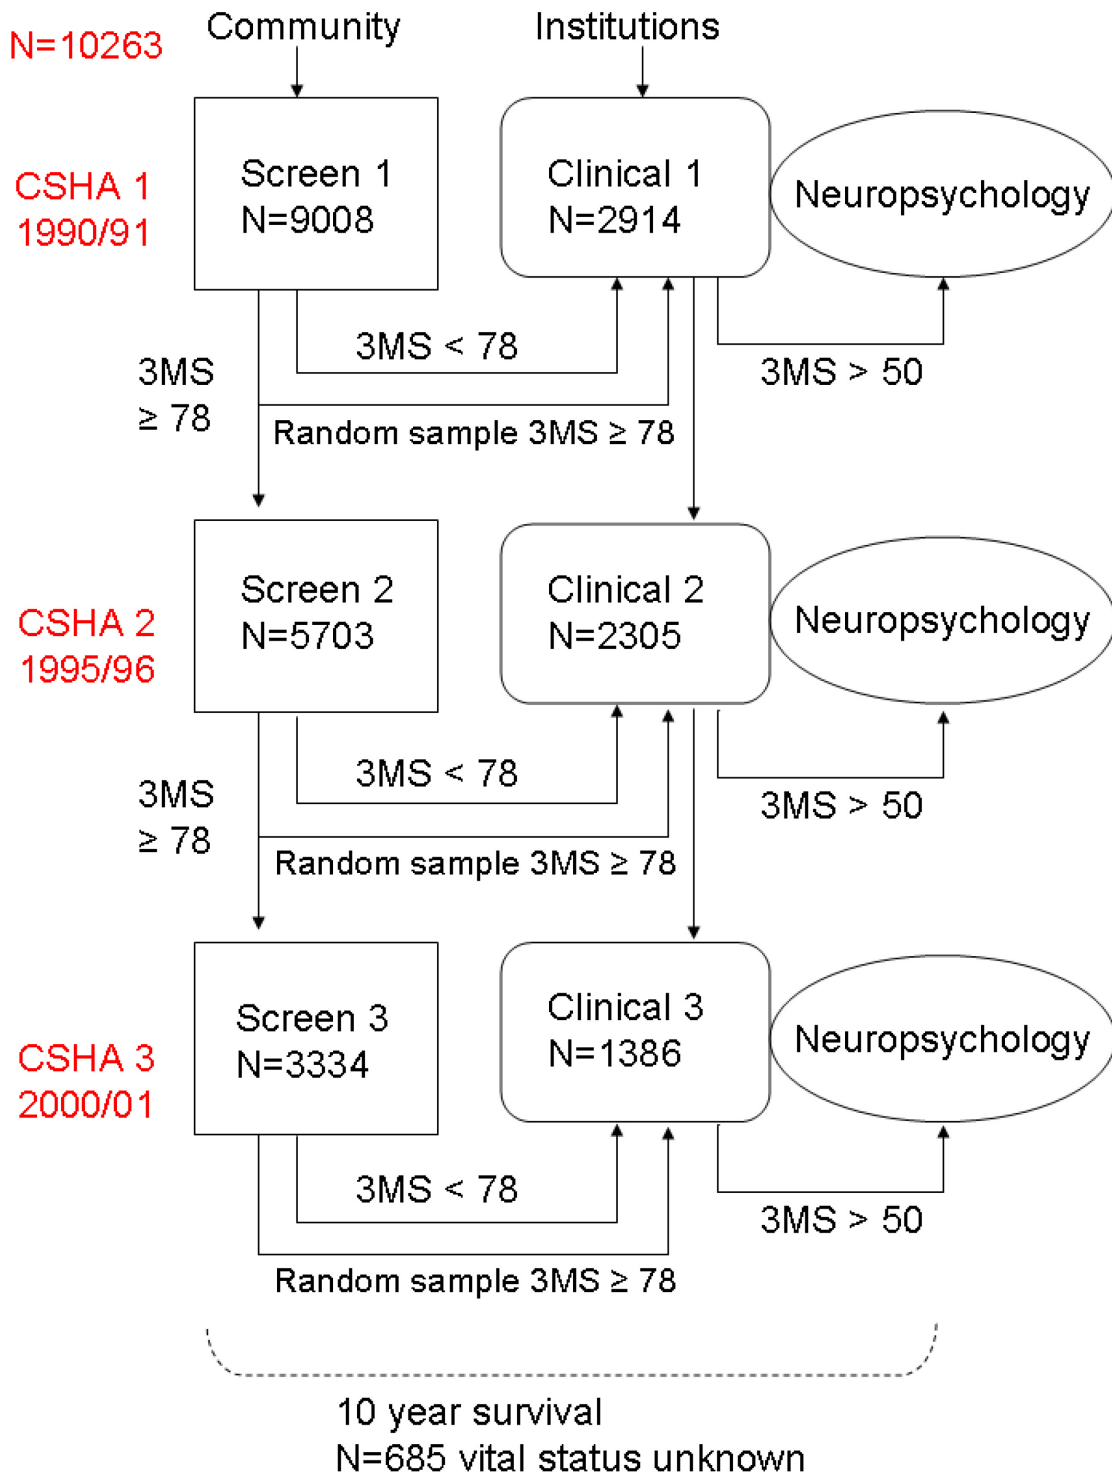 N=10263
Community
Institutions
CSHA 1
1990/91
Screen 1
N=9008
Clinical 1
N=2914
Neuropsychology
3MS
≥ 78
3MS < 78
Random sample 3MS ≥ 78
3MS > 50
CSHA 2
1995/96
Screen 2
N=5703
Clinical 2
N=2305
Neuropsychology
3MS
≥ 78
3MS < 78
Random sample 3MS ≥ 78
3MS > 50
CSHA 3
2000/01
Screen 3
N=3334
Clinical 3
N=1386
Neuropsychology
3MS < 78
Random sample 3MS ≥ 78
3MS > 50
10 year survival
N=685 vital status unknown